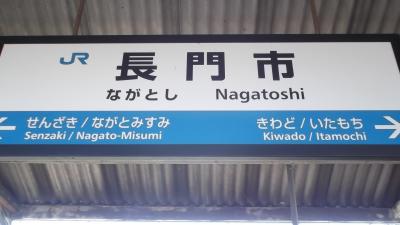 JR
長門市
ながとし Nagatoshi
せんざき / ながとみすみ きわど / いたもち
Senzaki / Nagato-Misumi Kiwado / Itamochi